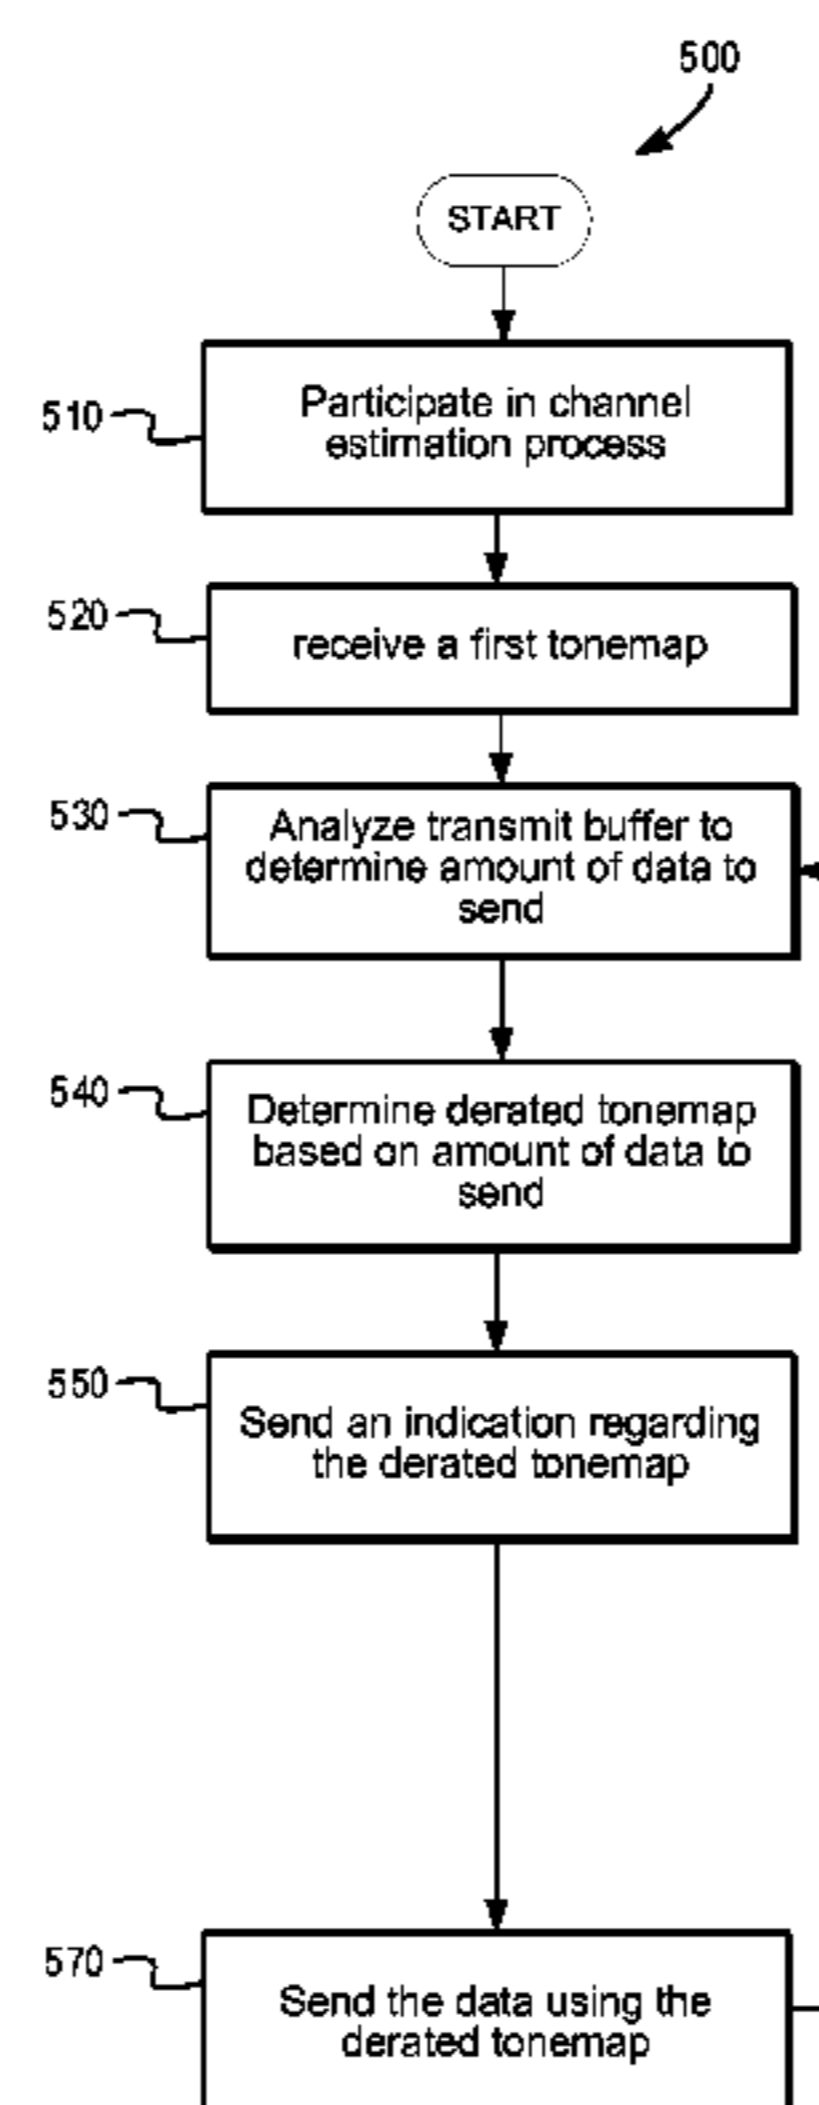 500
START
510
Participate in channel
estimation process
520
receive a first tonemap
530
Analyze transmit buffer to
determine amount of data to
send
540
Determine derated tonemap
based on amount of data to
send
550
Send an indication regarding
the derated tonemap
570
Send the data using the
derated tonemap